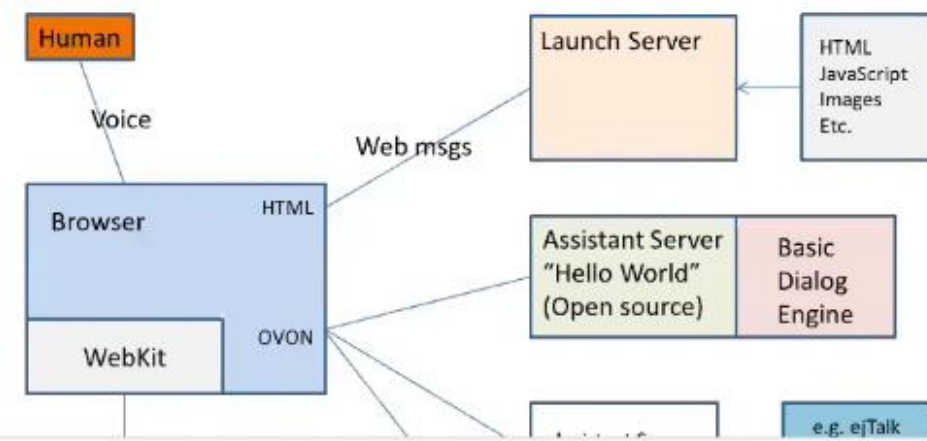 Human
Voice
Launch Server
HTML
JavaScript
Images
Etc.
Web msgs
Browser
HTML
OVON
WebKit
Assistant Server
"Hello World"
(Open source)
Basic
Dialog
Engine
e.g. ejTalk